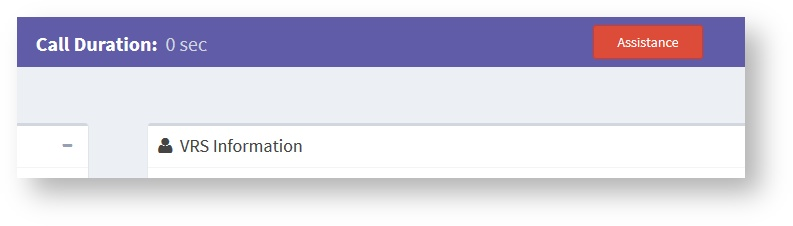 Call Duration: 0 sec
Assistance
VRS Information